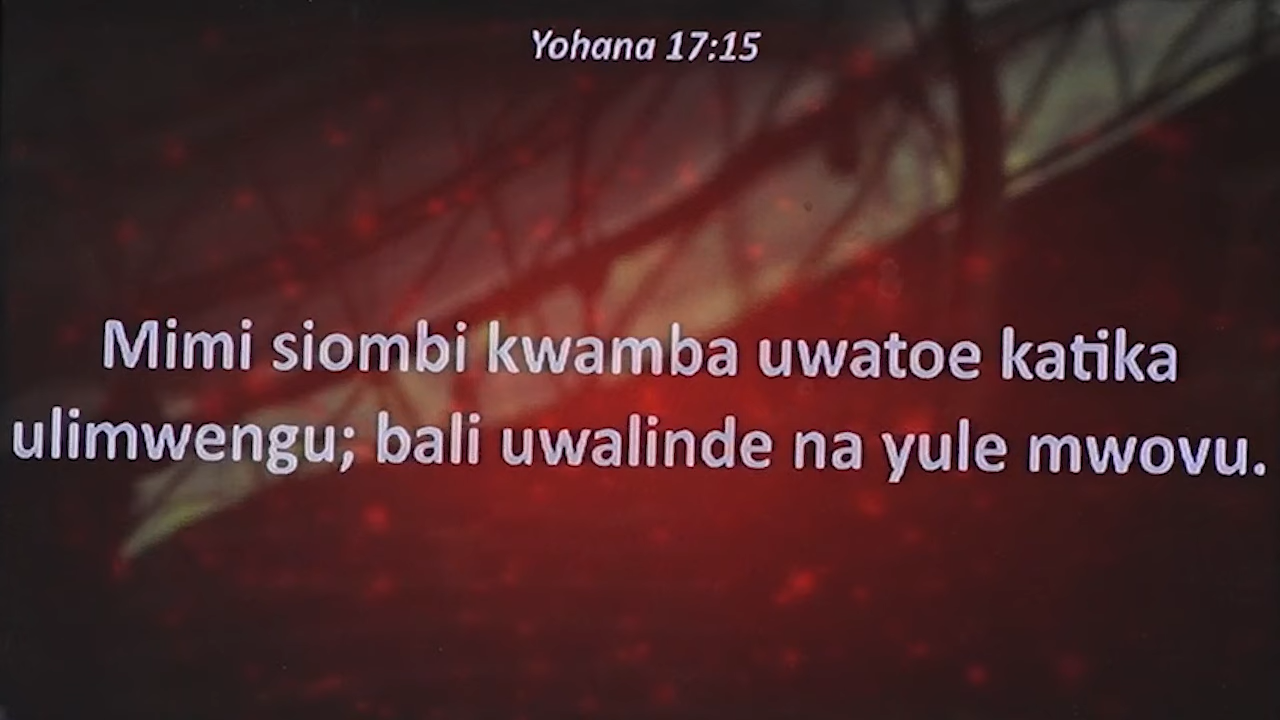 Yohana 17:15
Mimi siombi kwamba uwatoe katika
ulimwengu; bali uwalinde na yule mwovu.